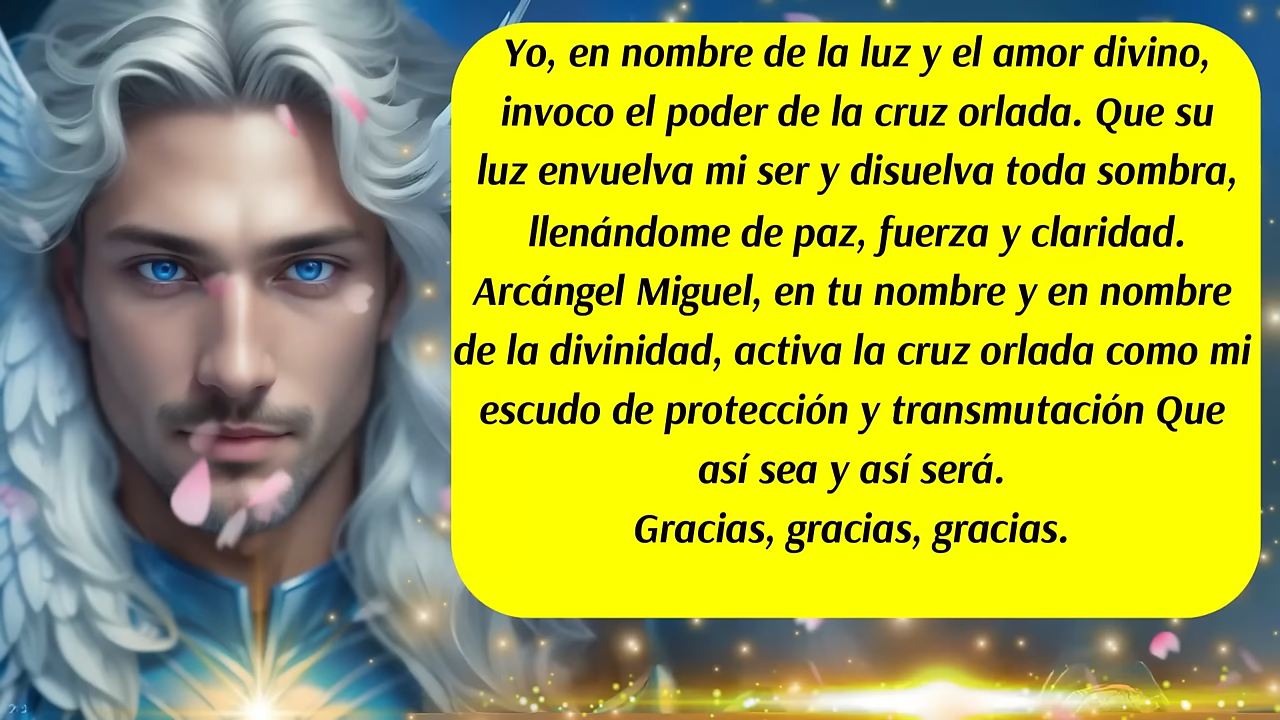 Yo, en nombre de la luz y el amor divino,
invoco el poder de la cruz orlada. Que su
luz envuelva mi ser y disuelva toda sombra,
llenándome de paz, fuerza y claridad.
Arcángel Miguel, en tu nombre y en nombre
de la divinidad, activa la cruz orlada como mi
escudo de protección y transmutación Que
así sea y así será.
Gracias, gracias, gracias.